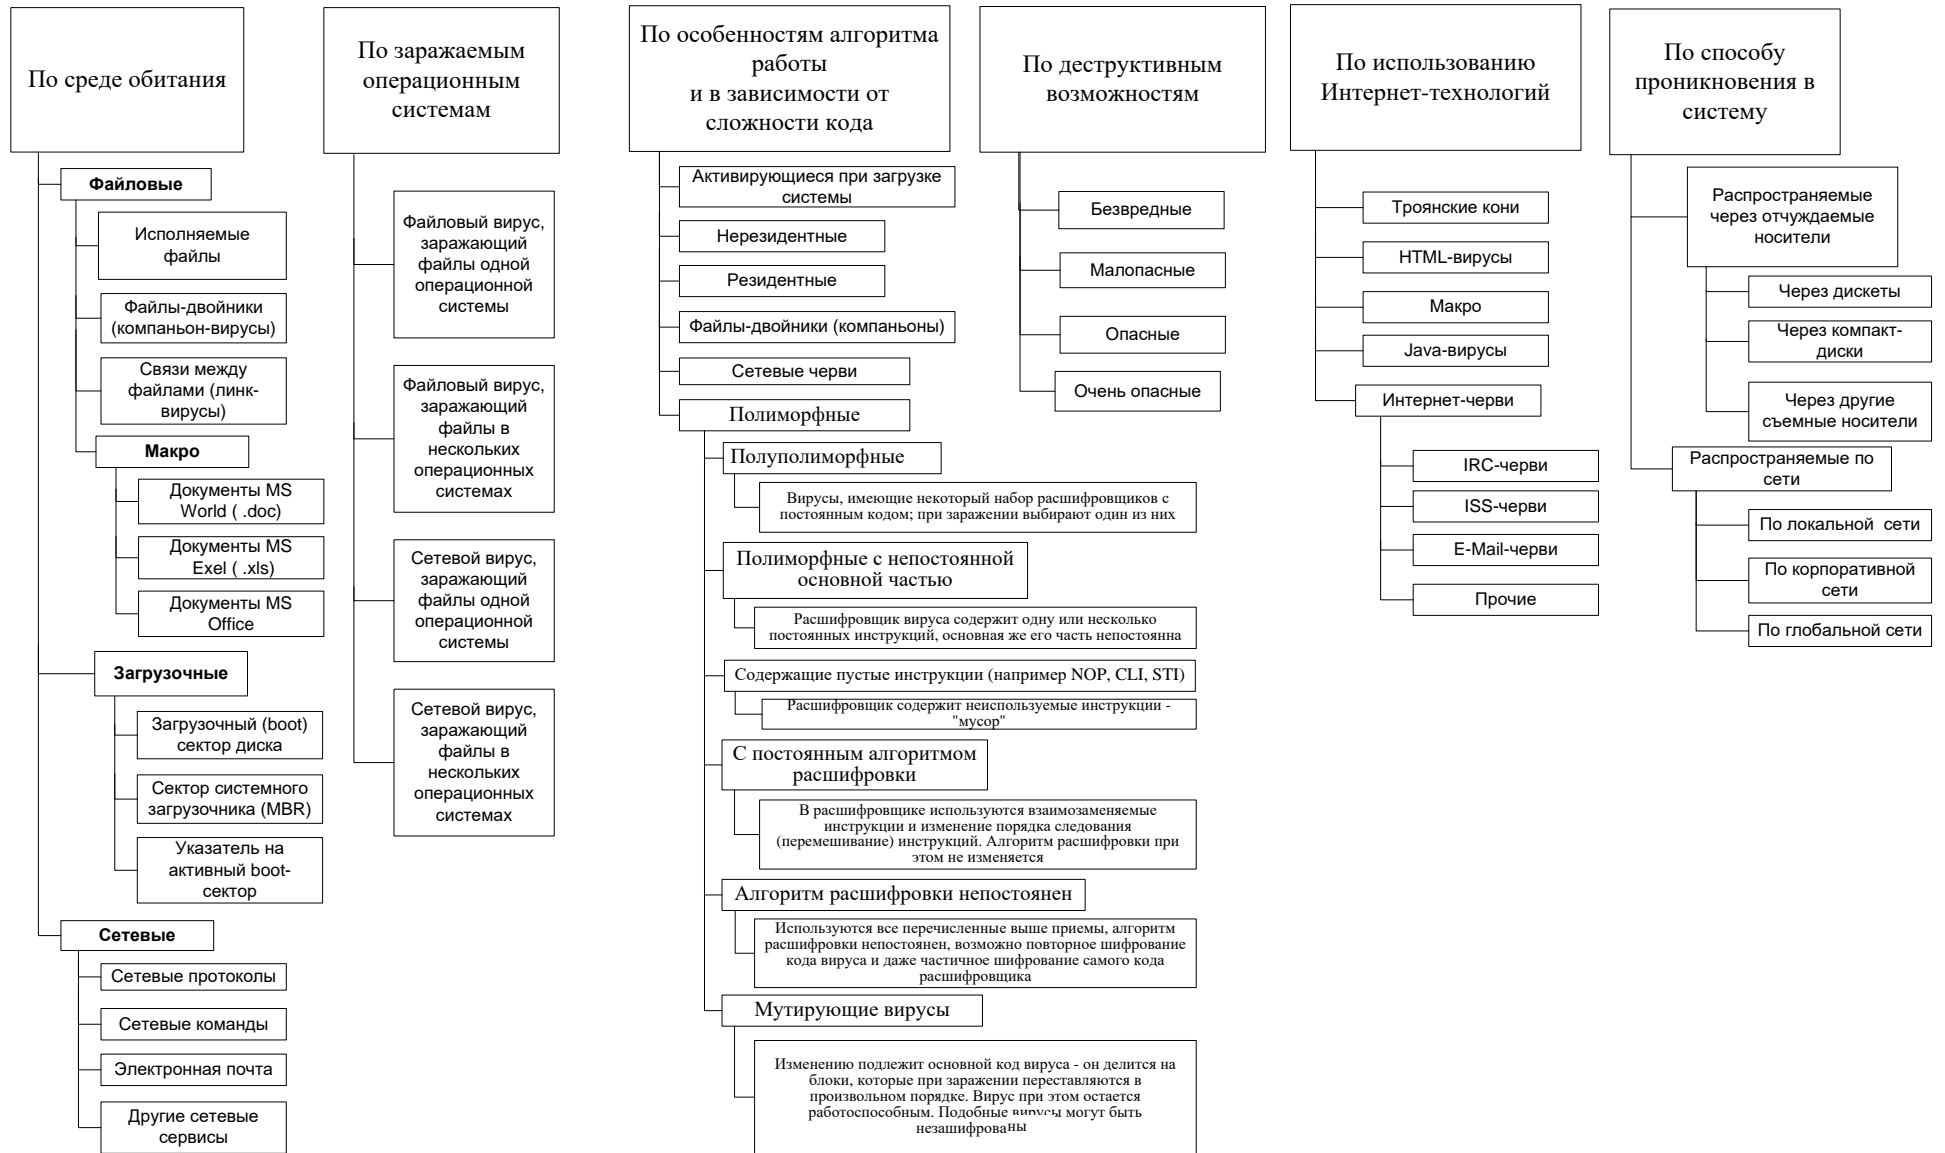 По среде обитания
Файловые
Исполняемые
файлы
Файлы-двойники
(компаньон-вирусы)
Связи между
файлами (линк-
вирусы)
Макро
Документы MS
World ( .doc)
Документы MS
Exel ( .xls)
Документы MS
Office
Загрузочные
Загрузочный (boot)
сектор диска
Сектор системного
загрузочника (MBR)
Указатель на
активный boot-
сектор
Сетевые
Сетевые протоколы
Сетевые команды
Электронная почта
Другие сетевые
сервисы
По заражаемым
операционным
системам
Файловый вирус,
заражающий
файлы одной
операционной
системы
Файловый вирус,
заражающий
файлы в
нескольких
операционных
системах
Сетевой вирус,
заражающий
файлы одной
операционной
системы
Сетевой вирус,
заражающий
файлы в
нескольких
операционных
системах
По особенностям алгоритма
работы
и в зависимости от
сложности кода
Активирующиеся при загрузке
системы
Нерезидентные
Резидентные
Файлы-двойники (компаньоны)
Сетевые черви
Полиморфные
Полуполиморфные
Вирусы, имеющие некоторый набор расшифровщиков с
постоянным кодом; при заражении выбирают один из них
Полиморфные с непостоянной
основной частью
Расшифровщик вируса содержит одну или несколько
постоянных инструкций, основная же его часть непостоянна
Содержащие пустые инструкции (например NOP, CLI, STI)
Расшифровщик содержит неиспользуемые инструкции -
"мусор"
С постоянным алгоритмом
расшифровки
В расшифровщике используются взаимозаменяемые
инструкции и изменение порядка следования
(перемешивание) инструкций. Алгоритм расшифровки при
этом не изменяется
Алгоритм расшифровки непостоянен
Используются все перечисленные выше приемы, алгоритм
расшифровки непостоянен, возможно повторное шифрование
кода вируса и даже частичное шифрование самого кода
расшифровщика
Мутирующие вирусы
Изменению подлежит основной код вируса - он делится на
блоки, которые при заражении переставляются в
произвольном порядке. Вирус при этом остается
работоспособным. Подобные вирусы могут быть
незашифрованы
По деструктивным
возможностям
Безвредные
Малопасные
Опасные
Очень опасные
По использованию
Интернет-технологий
Троянские кони
HTML-вирусы
Макро
Java-вирусы
Интернет-черви
IRC-черви
ISS-черви
E-Mail-черви
Прочие
По способу
проникновения в
систему
Распространяемые
через отчуждаемые
носители
Через дискеты
Через компакт-
диски
Через другие
съемные носители
Распространяемые по
сети
По локальной сети
По корпоративной
сети
По глобальной сети